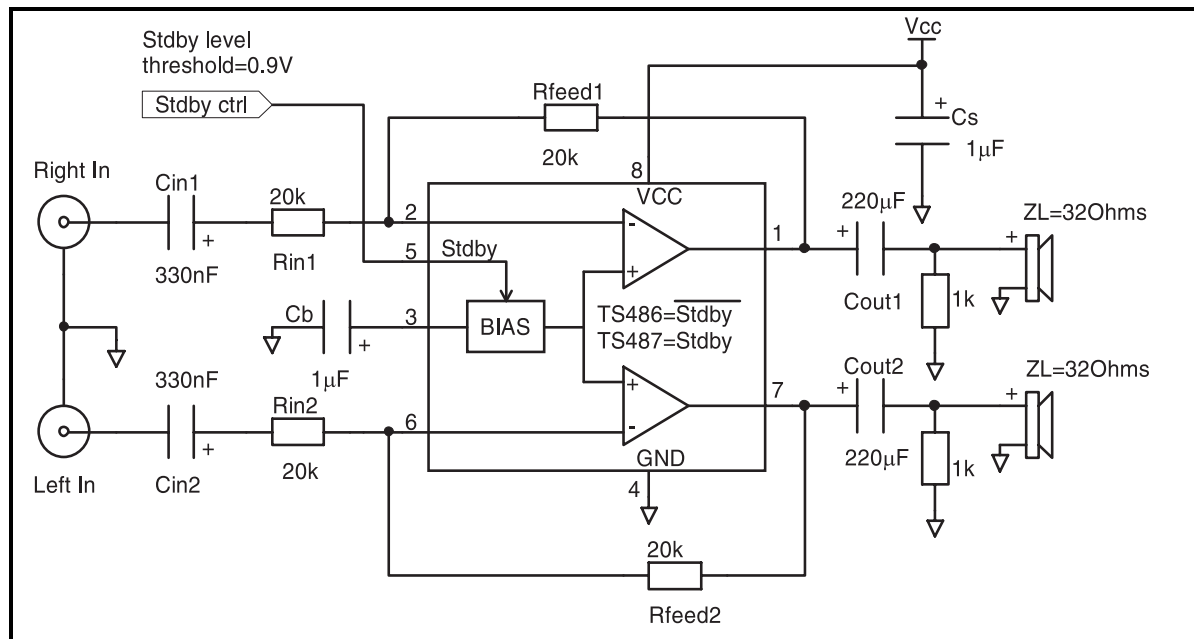 Stdby level
threshold=0.9V
Stdby ctrl
Vcc
Rfeed1
20k
+
Cs
1µF
8
VCC
Right In
Cin1
+
330nF
20k
Rin1
2
-
+
5
Stdby
1
220µF
+
Cout1
1k
ZL=32Ohms
+
Cb
+
1µF
3
BIAS
TS486=Stdby
TS487=Stdby
330nF
+
Cin2
Left In
Rin2
20k
6
+
-
7
Cout2
+
220µF
1k
ZL=32Ohms
+
GND
4
20k
Rfeed2